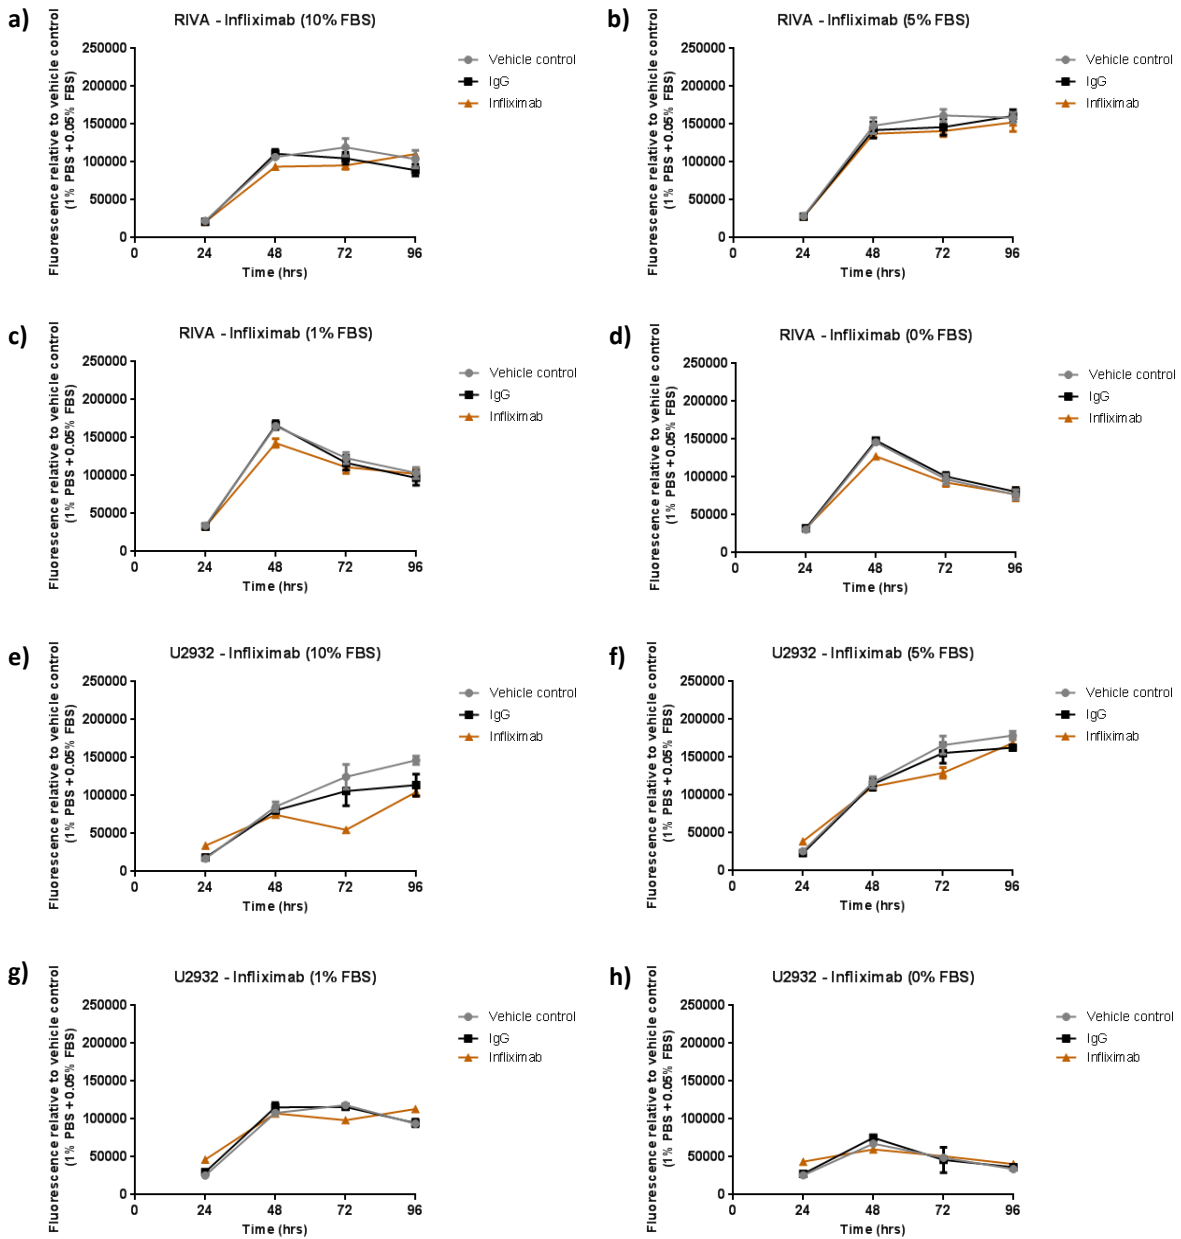 a)
RIVA - Infliximab (10% FBS)
Fluorescence relative to vehicle control
(1% PBS + 0.05% FBS)
250000
200000
150000
100000
50000
0
0 24 48 72 96
Time (hrs)
Vehicle control
IgG
Infliximab
b)
RIVA - Infliximab (5% FBS)
Fluorescence relative to vehicle control
(1% PBS + 0.05% FBS)
250000
200000
150000
100000
50000
0
0 24 48 72 96
Time (hrs)
Vehicle control
IgG
Infliximab
c)
RIVA - Infliximab (1% FBS)
Fluorescence relative to vehicle control
(1% PBS + 0.05% FBS)
250000
200000
150000
100000
50000
0
0 24 48 72 96
Time (hrs)
Vehicle control
IgG
Infliximab
d)
RIVA - Infliximab (0% FBS)
Fluorescence relative to vehicle control
(1% PBS + 0.05% FBS)
250000
200000
150000
100000
50000
0
0 24 48 72 96
Time (hrs)
Vehicle control
IgG
Infliximab
e)
U2932 - Infliximab (10% FBS)
Fluorescence relative to vehicle control
(1% PBS + 0.05% FBS)
250000
200000
150000
100000
50000
0
0 24 48 72 96
Time (hrs)
Vehicle control
IgG
Infliximab
f)
U2932 - Infliximab (5% FBS)
Fluorescence relative to vehicle control
(1% PBS + 0.05% FBS)
250000
200000
150000
100000
50000
0
0 24 48 72 96
Time (hrs)
Vehicle control
IgG
Infliximab
g)
U2932 - Infliximab (1% FBS)
Fluorescence relative to vehicle control
(1% PBS + 0.05% FBS)
250000
200000
150000
100000
50000
0
0 24 48 72 96
Time (hrs)
Vehicle control
IgG
Infliximab
h)
U2932 - Infliximab (0% FBS)
Fluorescence relative to vehicle control
(1% PBS + 0.05% FBS)
250000
200000
150000
100000
50000
0
0 24 48 72 96
Time (hrs)
Vehicle control
IgG
Infliximab